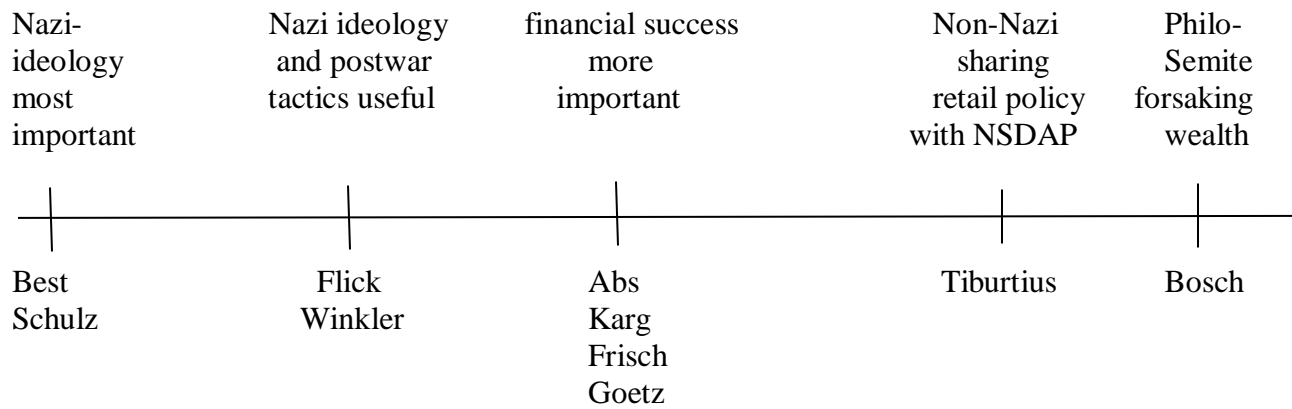 Nazi-
ideology
most
important
Nazi ideology
and postwar
tactics useful
financial success
more
important
Non-Nazi
sharing
retail policy
with NSDAP
Philo-
Semite
forsaking
wealth
Best
Schulz
Flick
Winkler
Abs
Karg
Frisch
Goetz
Tiburtius
Bosch